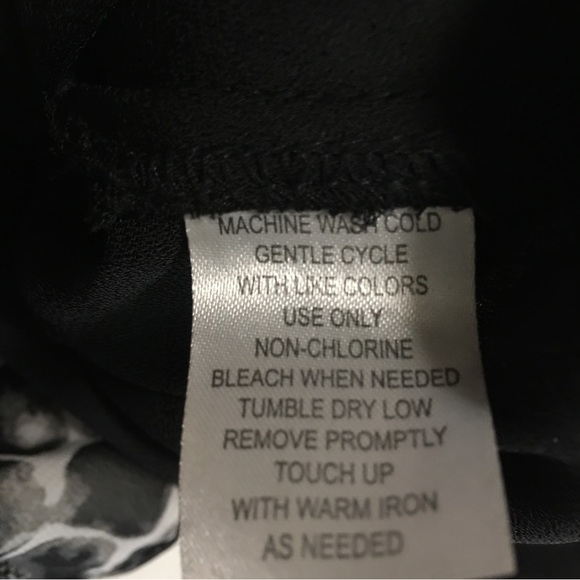 MACHINE WASH COLD
GENTLE CYCLE
WITH LIKE COLORS
USE ONLY
NON-CHLORINE
BLEACH WHEN NEEDED
TUMBLE DRY LOW
REMOVE PROMPTLY
TOUCH UP
WITH WARM IRON
AS NEEDED